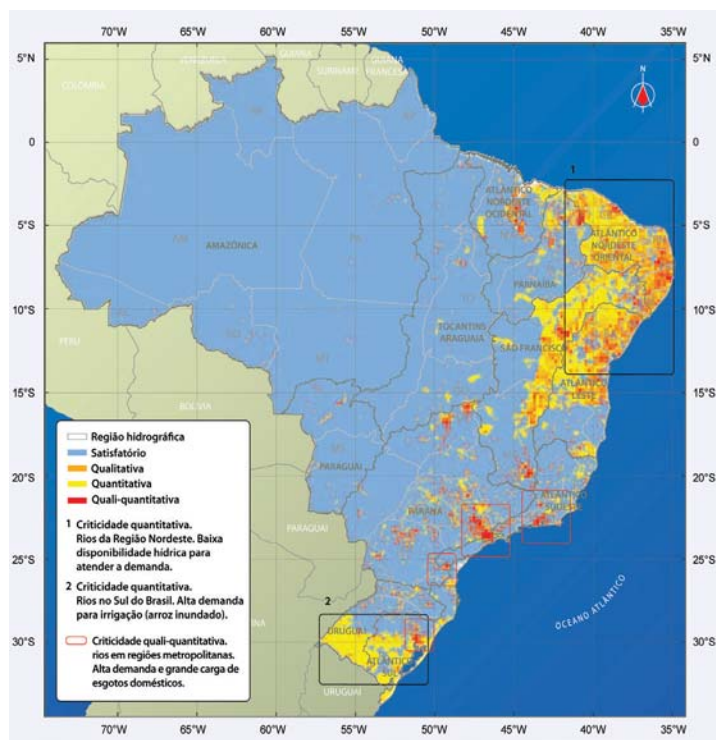 70°W 65°W 60°W 55°W 50°W 45°W 40°W 35°W
5°N 5°N
VENEZUELA
GUIANA
COLÔMBIA
SURINAME
GUIANA
FRANCESA
N
0 0
1
ATLÂNTICO
NORDESTE
OCIDENTAL
5°S 5°S
AMAZÔNICA
ATLÂNTICO
NORDESTE
ORIENTAL
PARNAÍBA
10°S 10°S
PERU
TOCANTINS
ARAGUAIA
SÃO FRANCISCO
15°S 15°S
BOLÍVIA
ATLÂNTICO
LESTE
Região hidrográfica
Satisfatório
Qualitativa
Quantitativa
Quali-quantitativa
PARAGUAI
20°S 20°S
ATLÂNTICO
SUDESTE
PARANÁ
1 Criticidade quantitativa.
Rios da Região Nordeste. Baixa
disponibilidade hídrica para
atender a demanda.
PARAGUAI
25°S 25°S
2 Criticidade quantitativa.
Rios no Sul do Brasil. Alta demanda
para irrigação (arroz inundado).
2
OCEANO ATLÂNTICO
Criticidade quali-quantitativa.
rios em regiões metropolitanas.
Alta demanda e grande carga de
esgotos domésticos.
30°S 30°S
URUGUAI
ATLÂNTICO
SUL
URUGUAI
70°W 65°W 60°W 55°W 50°W 45°W 40°W 35°W